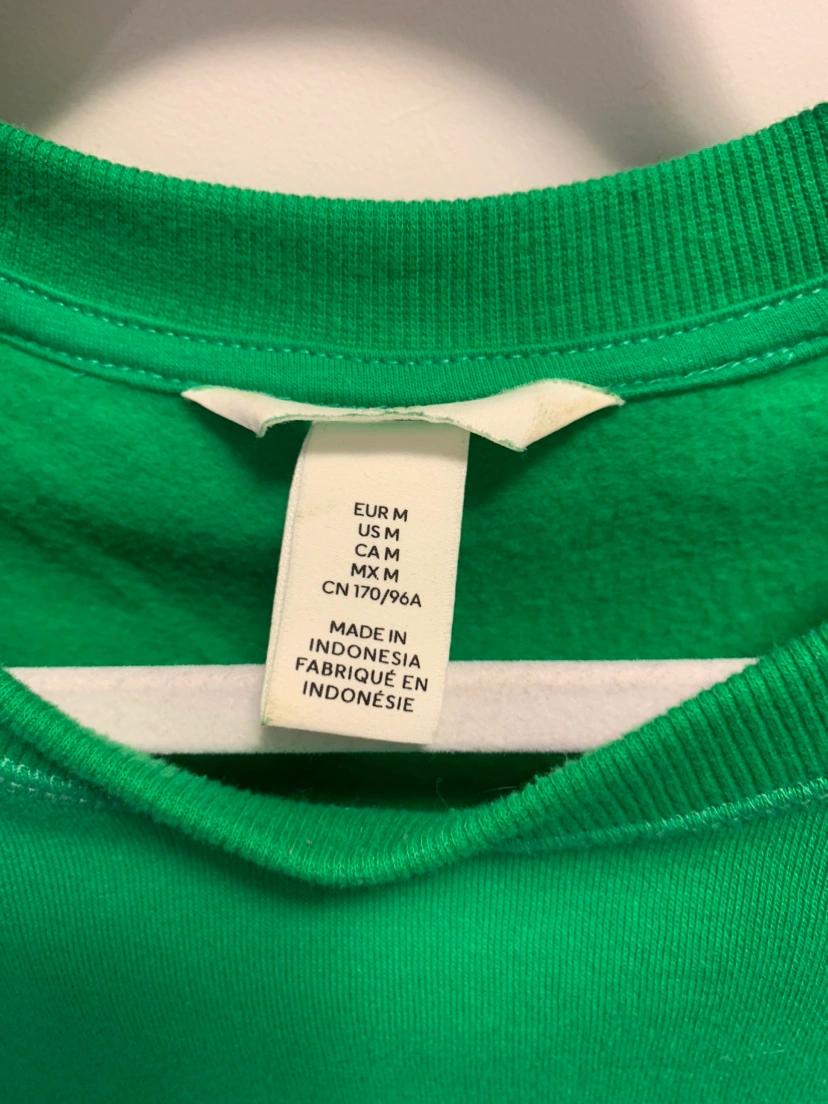 EUR M
US M
CA M
MX M
CN 170/96A
MADE IN
INDONESIA
FABRIQUÉ EN
INDONÉSIE